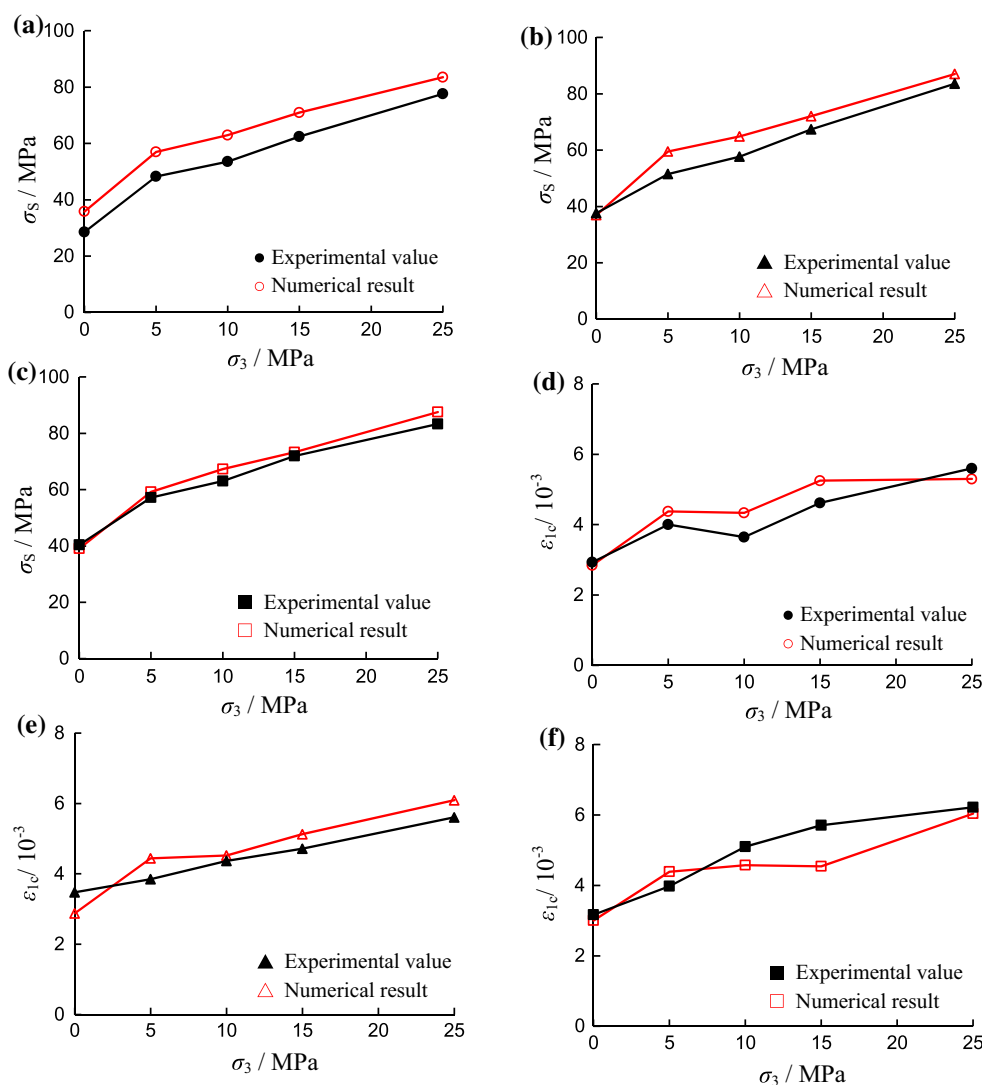 (a)
100
80
60
40
20
0
σS / MPa
Experimental value
Numerical result
0 5 10 15 20 25
σ3 / MPa
(b)
100
80
60
40
20
0
σS / MPa
Experimental value
Numerical result
0 5 10 15 20 25
σ3 / MPa
(c)
100
80
60
40
20
0
σS / MPa
Experimental value
Numerical result
0 5 10 15 20 25
σ3 / MPa
(d)
8
6
4
2
0
ε1c/ 10-3
Experimental value
Numerical result
0 5 10 15 20 25
σ3 / MPa
(e)
8
6
4
2
0
ε1c/ 10-3
Experimental value
Numerical result
0 5 10 15 20 25
σ3 / MPa
(f)
8
6
4
2
0
ε1c/ 10-3
Experimental value
Numerical result
0 5 10 15 20 25
σ3 / MPa